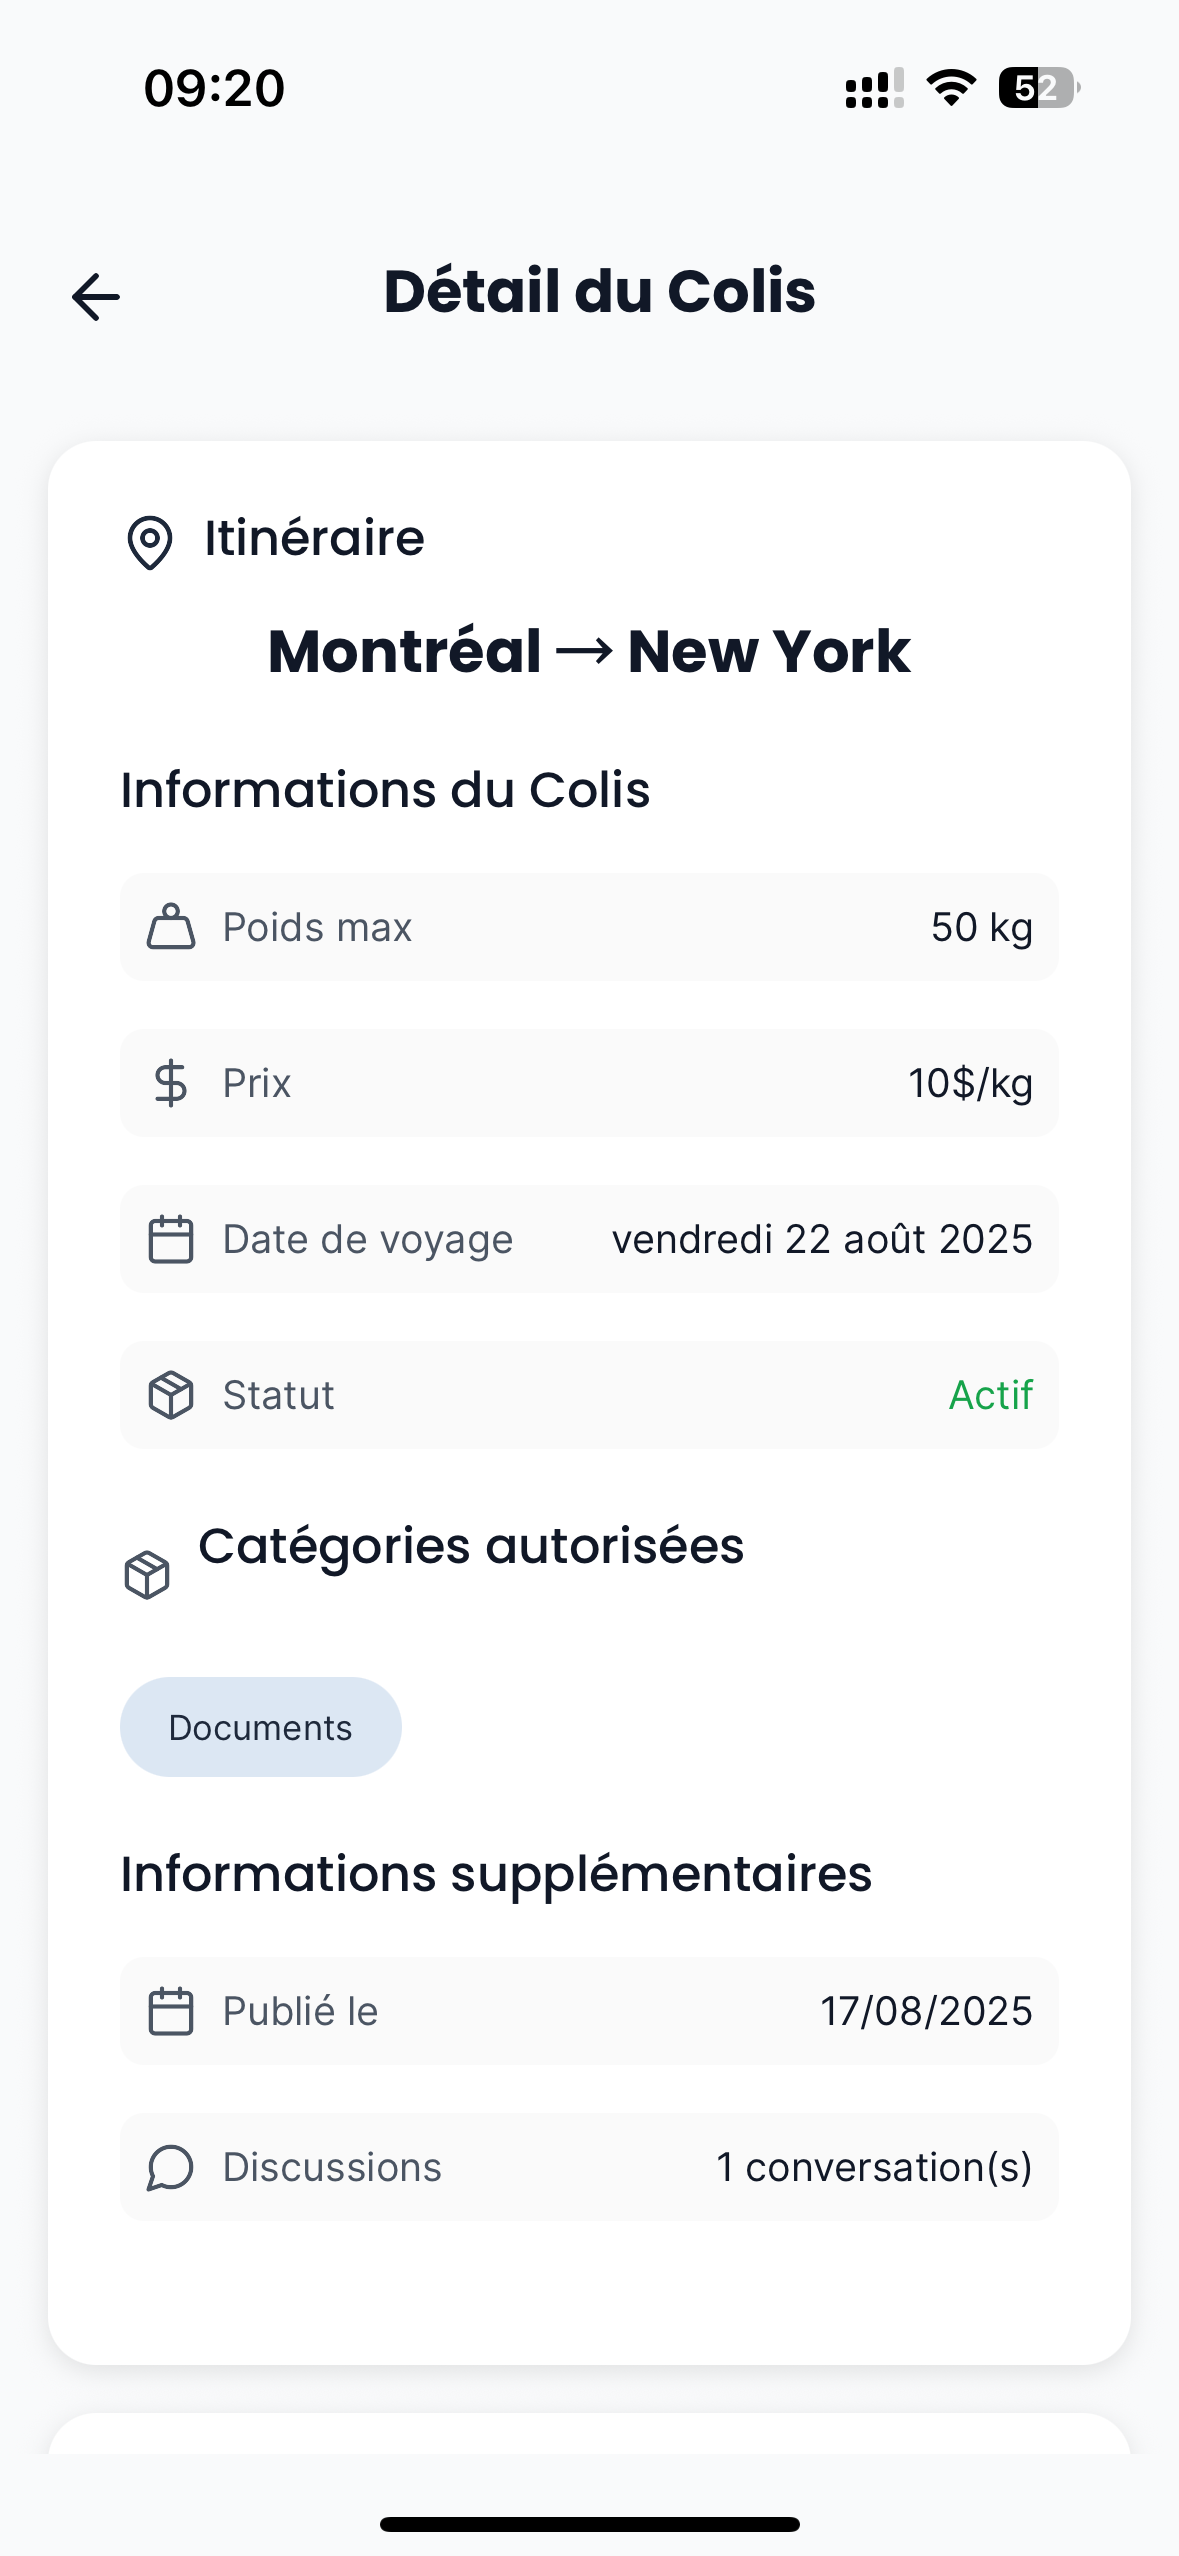 09:20
52
Détail du Colis
Itinéraire
Montréal → New York
Informations du Colis
Poids max 50 kg
Prix 10$/kg
Date de voyage vendredi 22 août 2025
Statut Actif
Catégories autorisées
Documents
Informations supplémentaires
Publié le 17/08/2025
Discussions 1 conversation(s)